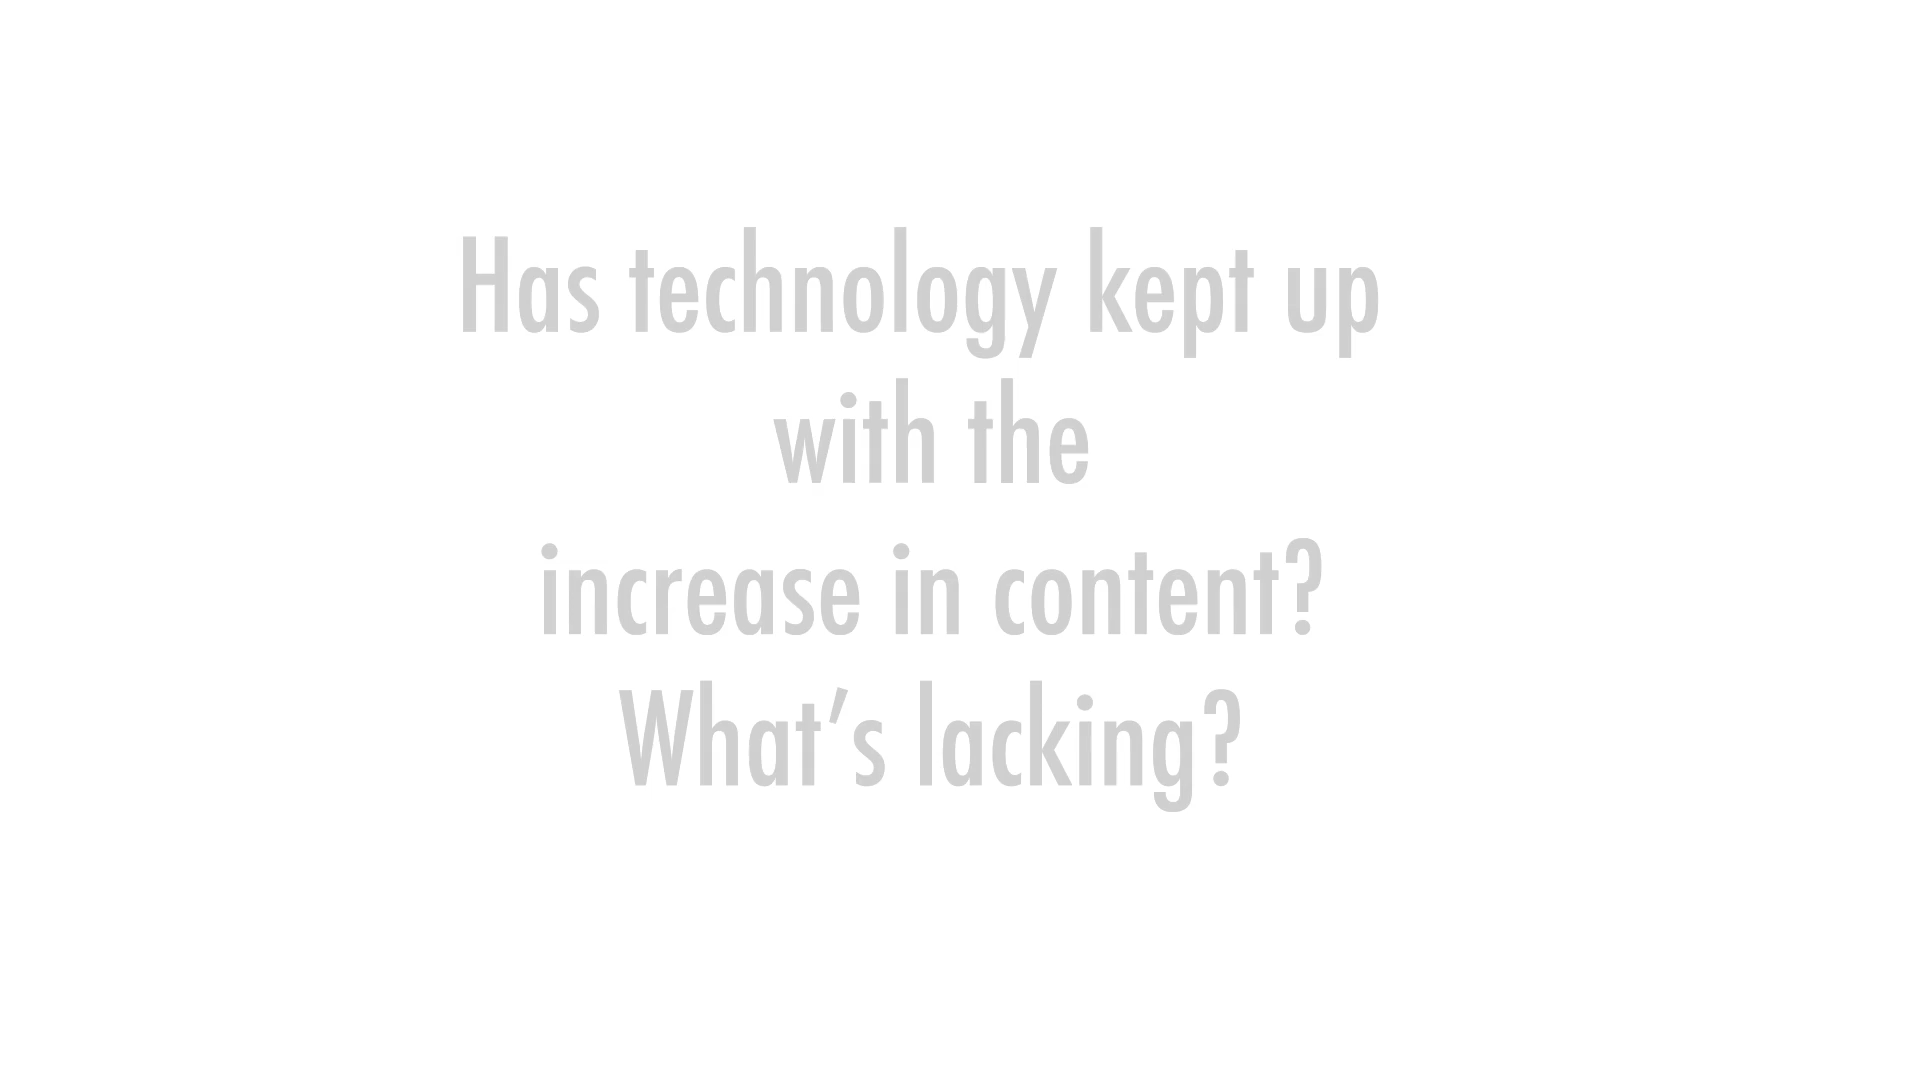 Has technology kept up
with the
increase in content?
What’s lacking?